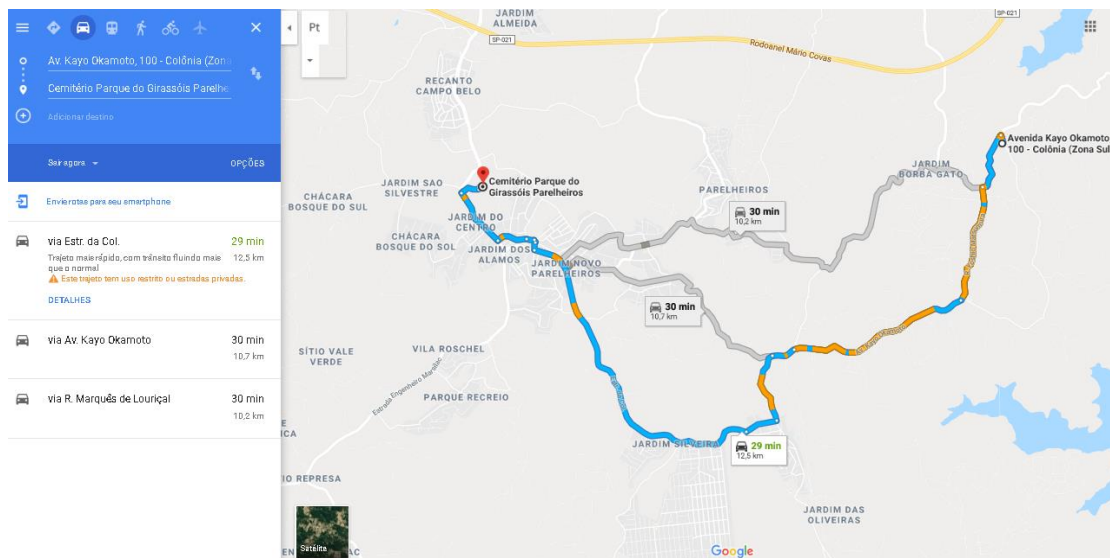 Av. Kayo Okamoto, 100 - Colônia (Zona
Cemitério Parque do Girassóis Parelhe
Adicionar destino
Sair agora
OPÇÕES
Envie rotas para seu smartphone
via Estr. da Col.
29 min
Trajeto mais rápido, com trânsito fluindo mais que o normal
12,5 km
Este trajeto tem uso restrito ou estradas privadas.
DETALHES
via Av. Kayo Okamoto
30 min
10,7 km
via R. Marquês de Louriçal
30 min
10,2 km
Pt
JARDIM
ALMEIDA
SP-021
SP-021
Rodoanel Mário Covas
RECANTO
CAMPO BELO
Avenida Kayo Okamoto
100 - Colônia (Zona Sul
JARDIM
BORBA GATO
JARDIM SAO
SILVESTRE
Cemitério Parque do
Girassóis Parelheiros
PARELHEIROS
CHÁCARA
BOSQUE DO SUL
30 min
10,2 km
JARDIM DO
CENTRO
CHÁCARA
BOSQUE DO SOL
JARDIM DOS
ALAMOS
JARDIM NOVO
PARELHEIROS
30 min
10,7 km
SÍTIO VALE
VERDE
VILA ROSCHEL
Estrada Engenheiro Marsilac
PARQUE RECREIO
JARDIM SILVEIRA
29 min
12,5 km
IO REPRESA
JARDIM DAS
OLIVEIRAS
Satélite
Google